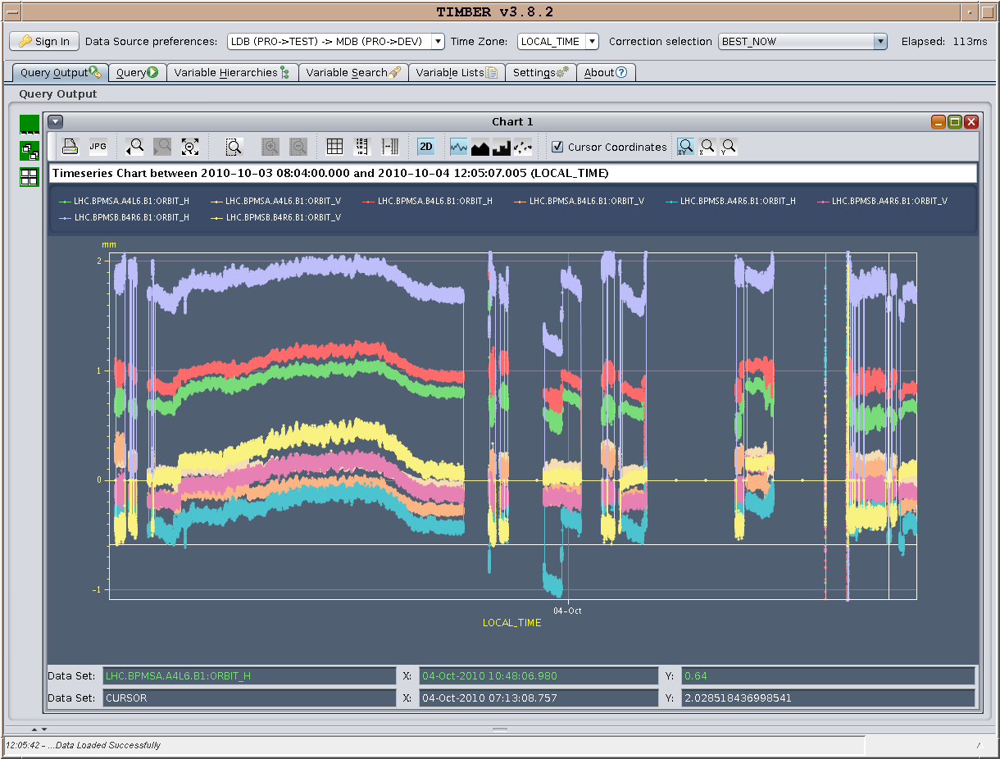 TIMBER v3.8.2
Sign In Data Source preferences: LDB (PRO->TEST) -> MDB (PRO->DEV) Time Zone: LOCAL_TIME Correction selection BEST_NOW Elapsed: 113ms
Query Output Query Variable Hierarchies Variable Search Variable Lists Settings About
Query Output
Chart 1
JPG 2D Cursor Coordinates XY X Y
Timeseries Chart between 2010-10-03 08:04:00.000 and 2010-10-04 12:05:07.005 (LOCAL_TIME)
LHC.BPMSA.A4L6.B1:ORBIT_H LHC.BPMSA.A4L6.B1:ORBIT_V LHC.BPMSA.B4L6.B1:ORBIT_H LHC.BPMSA.B4L6.B1:ORBIT_V LHC.BPMSB.A4R6.B1:ORBIT_H LHC.BPMSB.A4R6.B1:ORBIT_V
LHC.BPMSB.B4R6.B1:ORBIT_H LHC.BPMSB.B4R6.B1:ORBIT_V
mm
2
1
0
-1
04-Oct
LOCAL_TIME
Data Set: LHC.BPMSA.A4L6.B1:ORBIT_H X: 04-Oct-2010 10:48:06.980 Y: 0.64
Data Set: CURSOR X: 04-Oct-2010 07:13:08.757 Y: 2.028518436998541
12:05:42 - ...Data Loaded Successfully